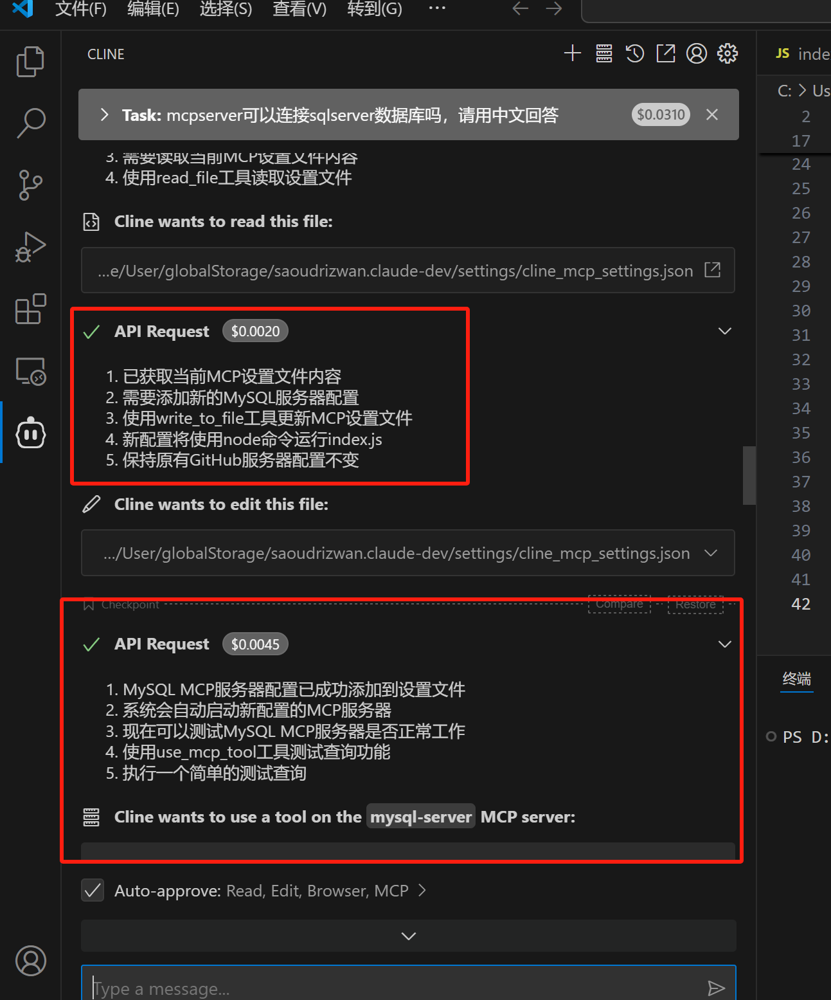 文件(F) 编辑(E) 选择(S) 查看(V) 转到(G) ···
CLINE
Task: mcpserver可以连接sqlserver数据库吗，请用中文回答 $0.0310
3. 需要读取当前MCP设置文件内容
4. 使用read_file工具读取设置文件
Cline wants to read this file:
...e/User/globalStorage/saoudrizwan.claude-dev/settings/cline_mcp_settings.json
API Request $0.0020
1. 已获取当前MCP设置文件内容
2. 需要添加新的MySQL服务器配置
3. 使用write_to_file工具更新MCP设置文件
4. 新配置将使用node命令运行index.js
5. 保持原有GitHub服务器配置不变
Cline wants to edit this file:
.../User/globalStorage/saoudrizwan.claude-dev/settings/cline_mcp_settings.json
Checkpoint Compare Restore
API Request $0.0045
1. MySQL MCP服务器配置已成功添加到设置文件
2. 系统会自动启动新配置的MCP服务器
3. 现在可以测试MySQL MCP服务器是否正常工作
4. 使用use_mcp_tool工具测试查询功能
5. 执行一个简单的测试查询
Cline wants to use a tool on the mysql-server MCP server:
Auto-approve: Read, Edit, Browser, MCP
Type a message...
JS inde
C: > Us
2
17
24
25
26
27
28
29
30
31
32
33
34
35
36
37
38
39
40
41
42
终端
PS D: